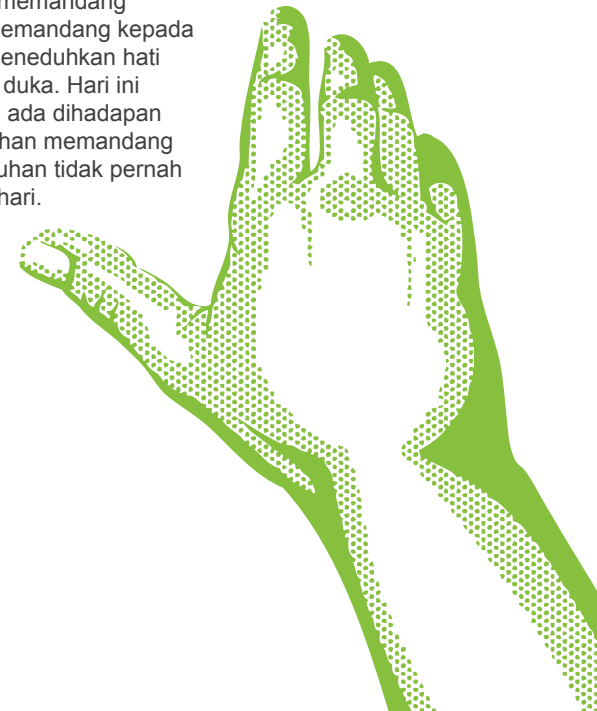 memandang
emandang kepada
eneduhkan hati
duka. Hari ini
ada dihadapan
han memandang
uhan tidak pernah
hari.